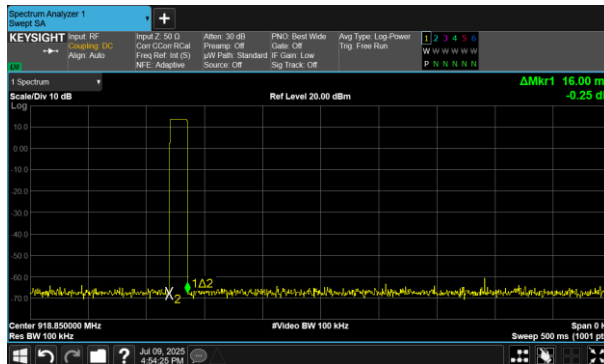 Spectrum Analyzer 1
Swept SA
+
KEYSIGHT Input: RF
Coupling: DC
Align: Auto
Input Z: 50 Ω
Corr CCorr RCal
Freq Ref: Int (S)
NFE: Adaptive
Atten: 30 dB
Preamp: Off
µW Path: Standard
Source: Off
PNO: Best Wide
Gate: Off
IF Gain: Low
Sig Track: Off
Avg Type: Log-Power
Trig: Free Run
1 2 3 4 5 6
W W W W W W
P N N N N N
1 Spectrum
Scale/Div 10 dB
Ref Level 20.00 dBm
ΔMkr1 16.00 m
-0.25 d
Log
10.0
0.00
-10.0
-20.0
-30.0
-40.0
-50.0
-60.0
-70.0
1Δ2
X2
Center 918.850000 MHz
#Video BW 100 kHz
Span 0
Res BW 100 kHz
Sweep 500 ms (1001 pt
?
Jul 09, 2025
4:54:25 PM